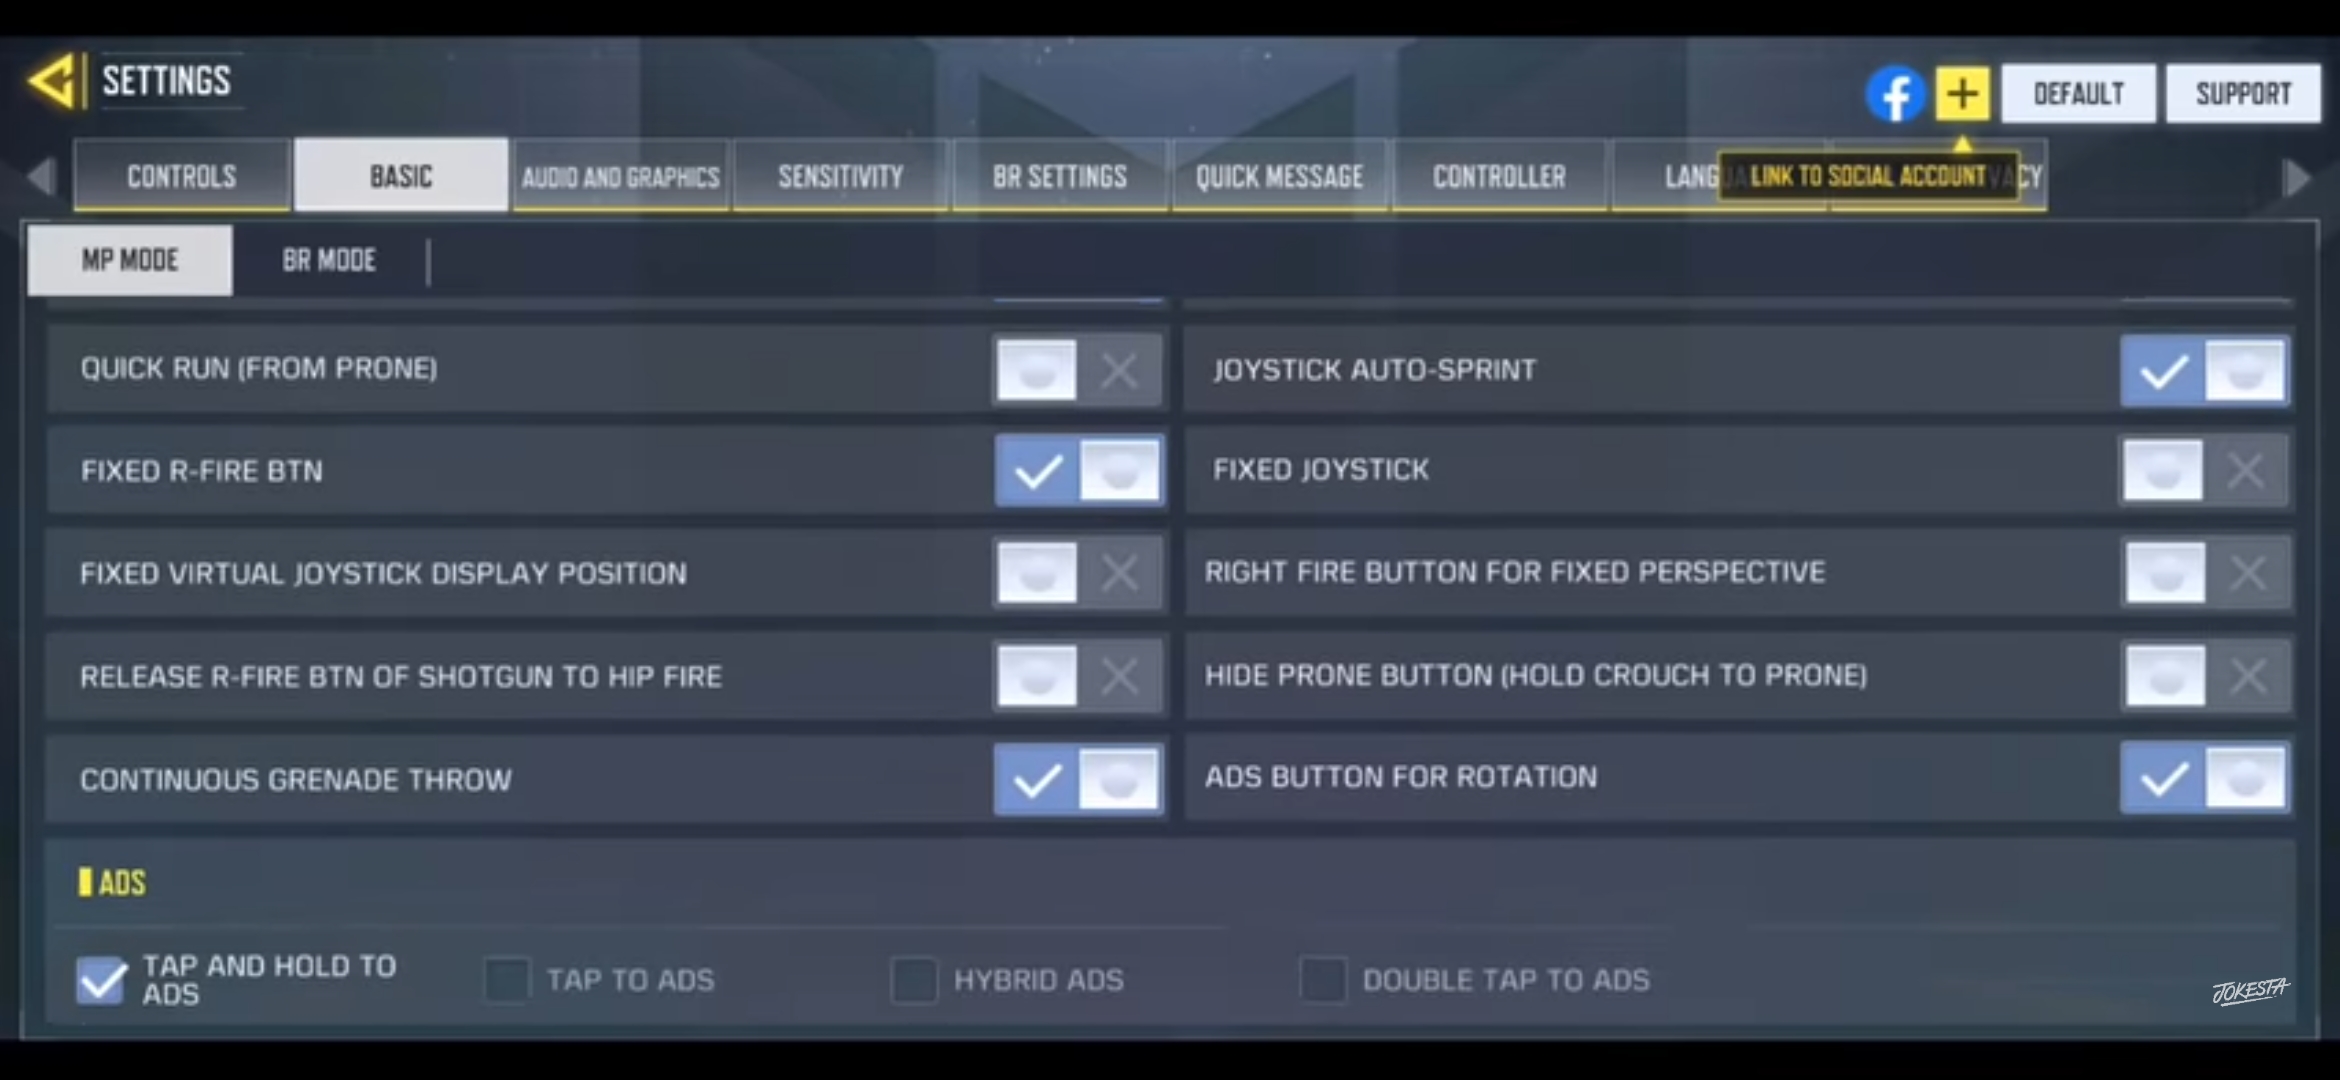 SETTINGS
DEFAULT
SUPPORT
CONTROLS
BASIC
AUDIO AND GRAPHICS
SENSITIVITY
BR SETTINGS
QUICK MESSAGE
CONTROLLER
LANG
LINK TO SOCIAL ACCOUNT
CY
MP MODE
BR MODE
QUICK RUN (FROM PRONE)
JOYSTICK AUTO-SPRINT
FIXED R-FIRE BTN
FIXED JOYSTICK
FIXED VIRTUAL JOYSTICK DISPLAY POSITION
RIGHT FIRE BUTTON FOR FIXED PERSPECTIVE
RELEASE R-FIRE BTN OF SHOTGUN TO HIP FIRE
HIDE PRONE BUTTON (HOLD CROUCH TO PRONE)
CONTINUOUS GRENADE THROW
ADS BUTTON FOR ROTATION
ADS
TAP AND HOLD TO
ADS
TAP TO ADS
HYBRID ADS
DOUBLE TAP TO ADS
JOKESTA